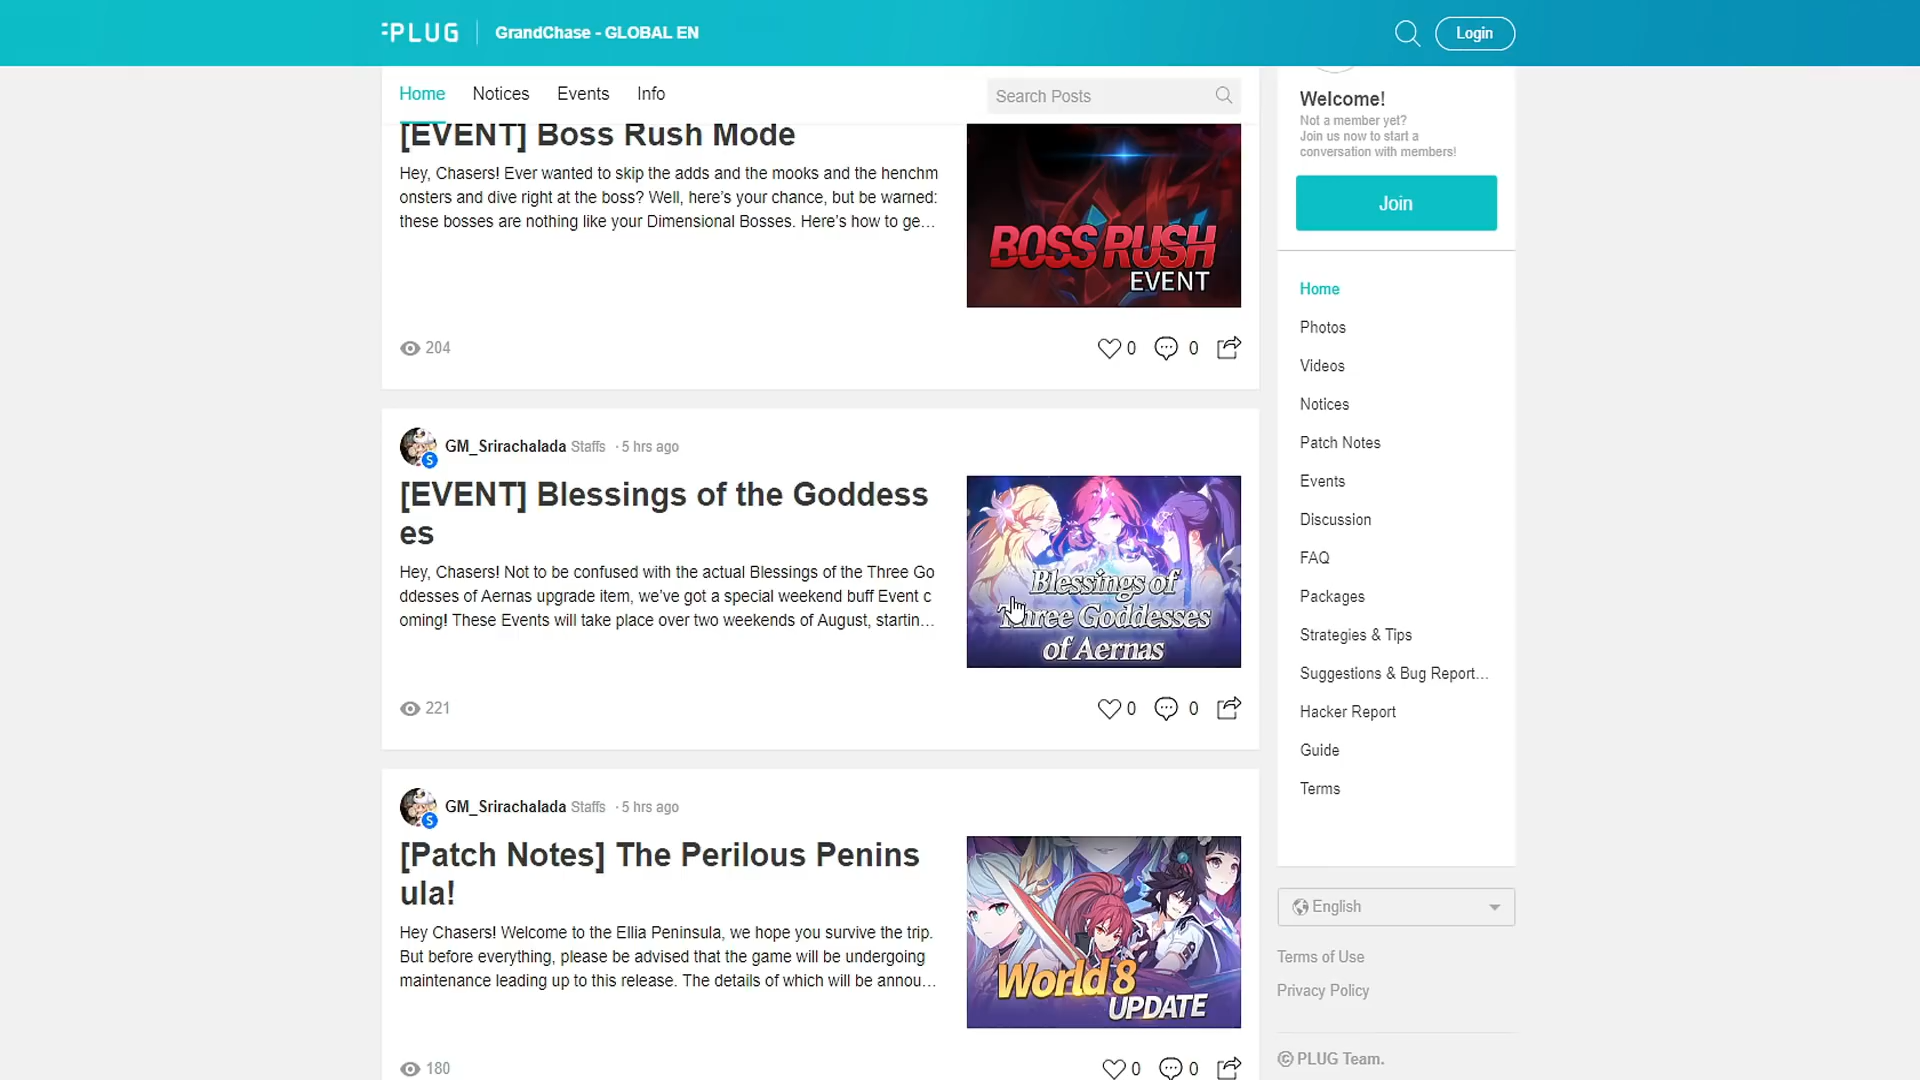 PLUG
GrandChase - GLOBAL EN
Login
Home
Notices
Events
Info
Search Posts
[EVENT] Boss Rush Mode
Hey, Chasers! Ever wanted to skip the adds and the mooks and the henchm
onsters and dive right at the boss? Well, here’s your chance, but be warned:
these bosses are nothing like your Dimensional Bosses. Here’s how to ge...
BOSS RUSH
EVENT
204
0
0
GM_Srirachalada Staffs · 5 hrs ago
[EVENT] Blessings of the Goddess
es
Hey, Chasers! Not to be confused with the actual Blessings of the Three Go
ddesses of Aernas upgrade item, we’ve got a special weekend buff Event c
oming! These Events will take place over two weekends of August, startin...
Blessings of
Three Goddesses
of Aernas
221
0
0
GM_Srirachalada Staffs · 5 hrs ago
[Patch Notes] The Perilous Penins
ula!
Hey Chasers! Welcome to the Ellia Peninsula, we hope you survive the trip.
But before everything, please be advised that the game will be undergoing
maintenance leading up to this release. The details of which will be annou...
World 8
UPDATE
180
0
0
Welcome!
Not a member yet?
Join us now to start a
conversation with members!
Join
Home
Photos
Videos
Notices
Patch Notes
Events
Discussion
FAQ
Packages
Strategies & Tips
Suggestions & Bug Report...
Hacker Report
Guide
Terms
English
Terms of Use
Privacy Policy
© PLUG Team.